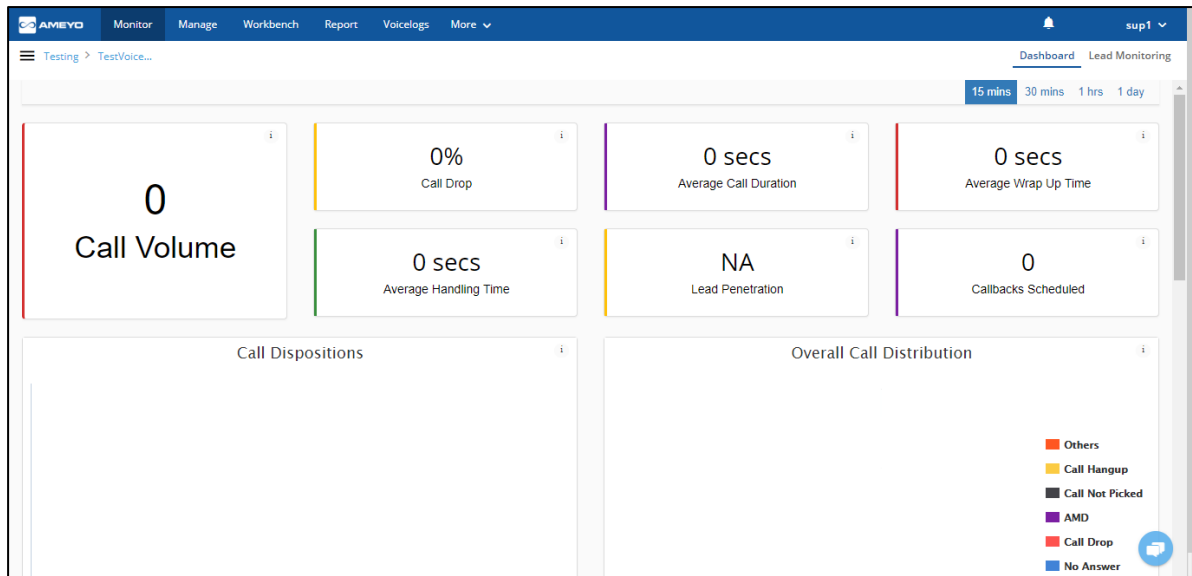 AMEYO Monitor Manage Workbench Report Voicelogs More sup1
Testing > TestVoice... Dashboard Lead Monitoring
15 mins 30 mins 1 hrs 1 day
i
0
Call Volume
i
0%
Call Drop
i
0 secs
Average Call Duration
i
0 secs
Average Wrap Up Time
i
0 secs
Average Handling Time
i
NA
Lead Penetration
i
0
Callbacks Scheduled
Call Dispositions i
Overall Call Distribution i
Others
Call Hangup
Call Not Picked
AMD
Call Drop
No Answer